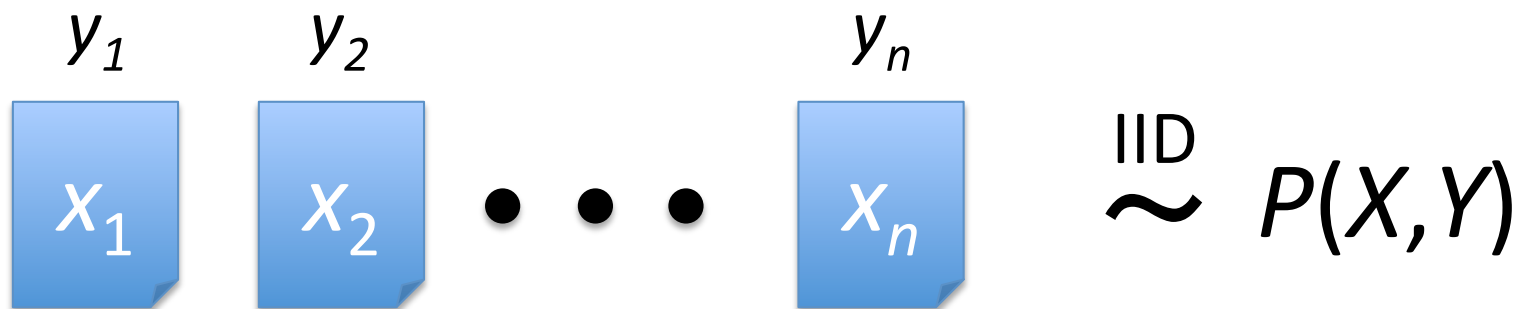 y₁ y₂ yₙ
IID
x₁ x₂ • • • xₙ ~ P(X,Y)